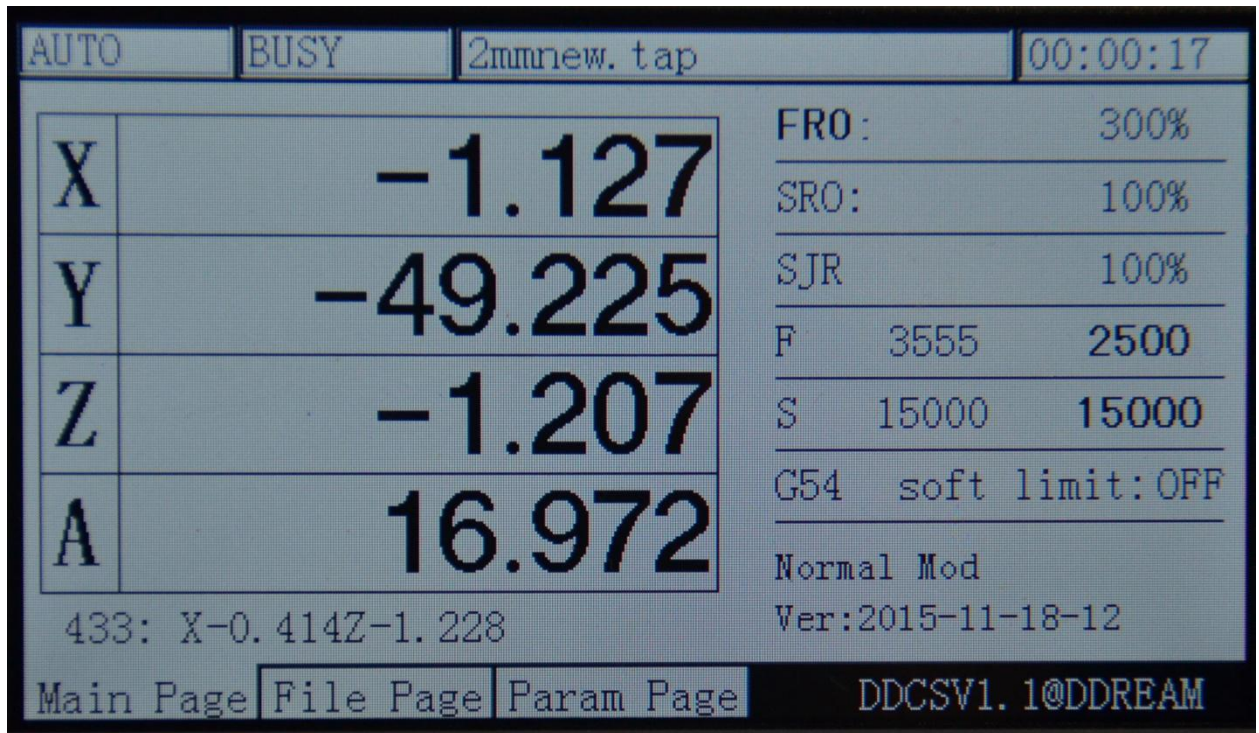 AUTO BUSY 2mmnew.tap 00:00:17
X -1.127
Y -49.225
Z -1.207
A 16.972
433: X-0.414Z-1.228
FRO: 300%
SRO: 100%
SJR 100%
F 3555 2500
S 15000 15000
G54 soft limit:OFF
Normal Mod
Ver:2015-11-18-12
Main Page File Page Param Page DDCSV1.1@DDREAM